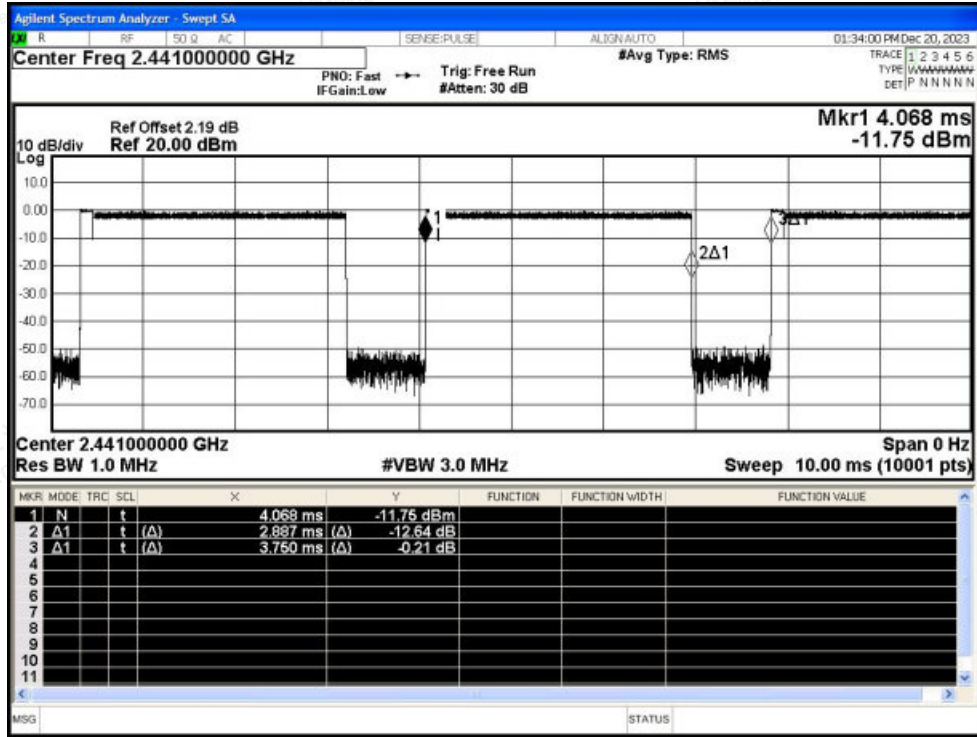 Agilent Spectrum Analyzer - Swept SA
R RF 50 Ω AC SENSE:PULSE ALIGN AUTO 01:34:00 PM Dec 20, 2023
Center Freq 2.441000000 GHz #Avg Type: RMS TRACE 1 2 3 4 5 6
PNO: Fast Trig: Free Run TYPE
IFGain:Low #Atten: 30 dB DET P N N N N N
Mkr1 4.068 ms
Ref Offset 2.19 dB
10 dB/div Ref 20.00 dBm -11.75 dBm
Log
10.0
0.00
1 3Δ1
1
-10.0
2Δ1
-20.0
-30.0
-40.0
-50.0
-60.0
-70.0
Center 2.441000000 GHz Span 0 Hz
Res BW 1.0 MHz #VBW 3.0 MHz Sweep 10.00 ms (10001 pts)
MKR MODE TRC SCL X Y FUNCTION FUNCTION WIDTH FUNCTION VALUE
1 N t 4.068 ms -11.75 dBm
2 Δ1 t (Δ) 2.887 ms (Δ) -12.64 dB
3 Δ1 t (Δ) 3.750 ms (Δ) -0.21 dB
4
5
6
7
8
9
10
11
MSG STATUS